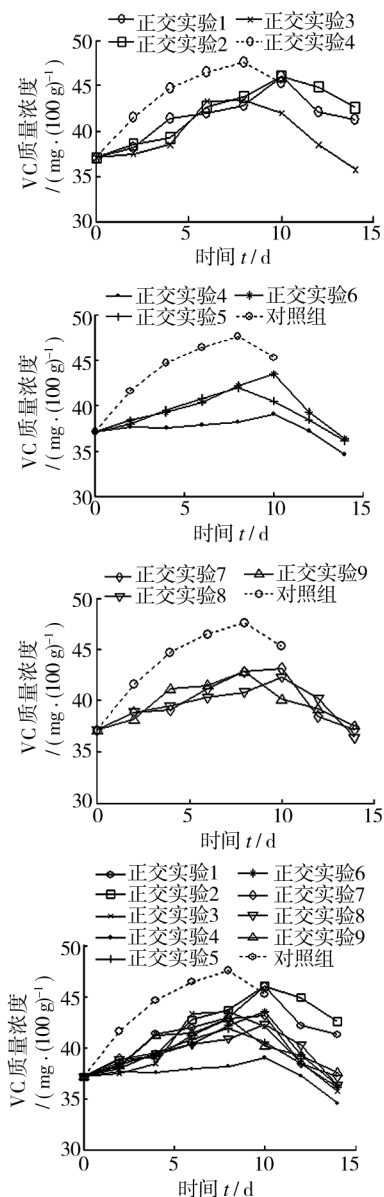 正交实验1 正交实验3
正交实验2 正交实验4
VC质量浓度
/(mg·(100 g)⁻¹)
50
45
40
35
30
0 5 10 15
时间 t / d
正交实验4 正交实验6
正交实验5 对照组
VC质量浓度
/(mg·(100 g)⁻¹)
50
45
40
35
30
0 5 10 15
时间 t / d
正交实验7 正交实验9
正交实验8 对照组
VC质量浓度
/(mg·(100 g)⁻¹)
50
45
40
35
30
0 5 10 15
时间 t / d
正交实验1 正交实验6
正交实验2 正交实验7
正交实验3 正交实验8
正交实验4 正交实验9
正交实验5 对照组
VC质量浓度
/(mg·(100 g)⁻¹)
50
45
40
35
30
0 5 10 15
时间 t / d